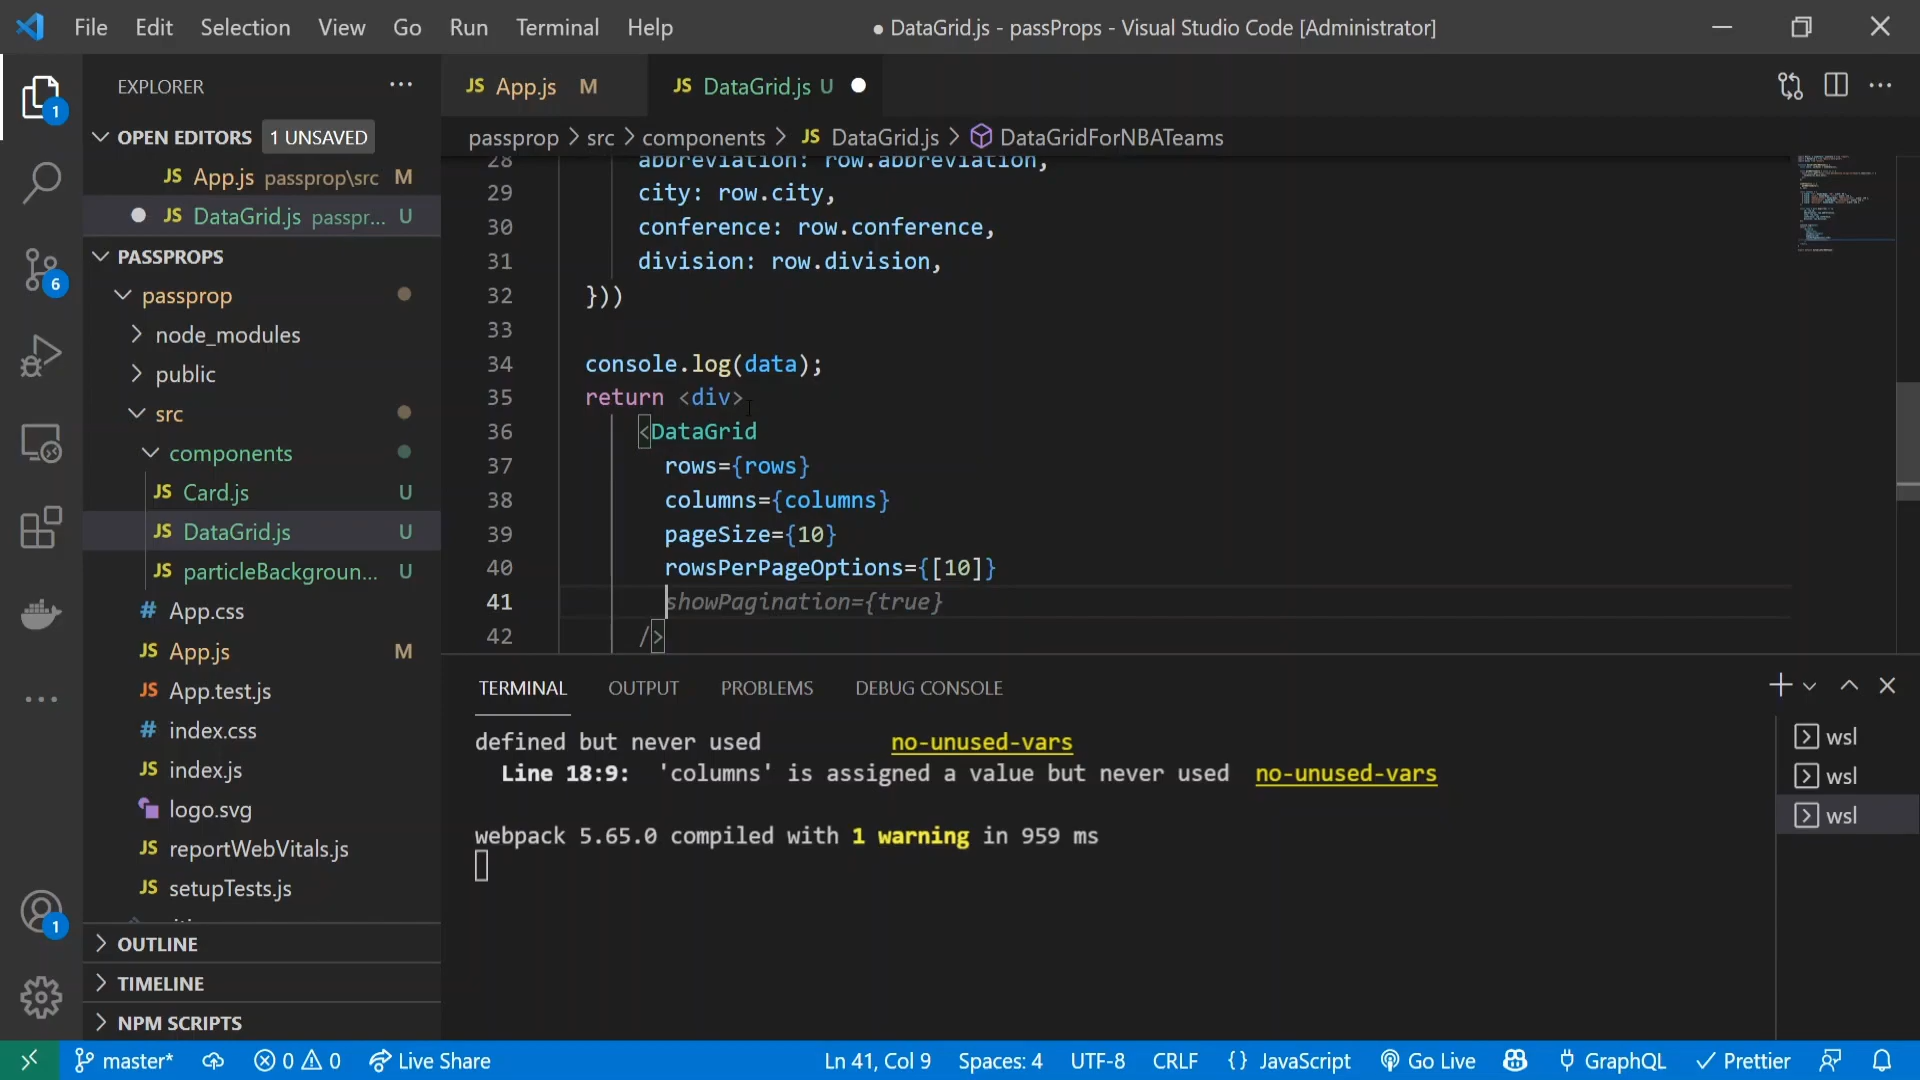 File Edit Selection View Go Run Terminal Help
● DataGrid.js - passProps - Visual Studio Code [Administrator]
EXPLORER ...
JS App.js M
JS DataGrid.js U
1
OPEN EDITORS 1 UNSAVED
passprop > src > components > JS DataGrid.js > DataGridForNBATeams
JS App.js passprop\src M
JS DataGrid.js passpr... U
PASSPROPS
6
passprop
node_modules
public
src
components
JS Card.js U
JS DataGrid.js U
JS particleBackgroun... U
# App.css
JS App.js M
JS App.test.js
# index.css
JS index.js
logo.svg
JS reportWebVitals.js
JS setupTests.js
1
OUTLINE
TIMELINE
NPM SCRIPTS
28 abbreviation: row.abbreviation,
29 city: row.city,
30 conference: row.conference,
31 division: row.division,
32 }))
33
34 console.log(data);
35 return <div>
36 <DataGrid
37 rows={rows}
38 columns={columns}
39 pageSize={10}
40 rowsPerPageOptions={[10]}
41 showPagination={true}
42 />
TERMINAL OUTPUT PROBLEMS DEBUG CONSOLE
defined but never used no-unused-vars
Line 18:9: 'columns' is assigned a value but never used no-unused-vars
webpack 5.65.0 compiled with 1 warning in 959 ms
wsl
wsl
wsl
master* 0 0 Live Share Ln 41, Col 9 Spaces: 4 UTF-8 CRLF {} JavaScript Go Live GraphQL Prettier